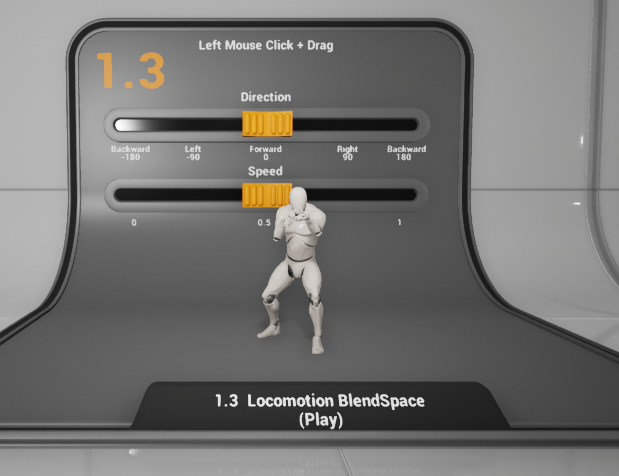 Left Mouse Click + Drag
1.3
Direction
Backward Left Forward Right Backward
-180 -90 0 90 180
Speed
0 0.5 1
1.3 Locomotion BlendSpace
(Play)